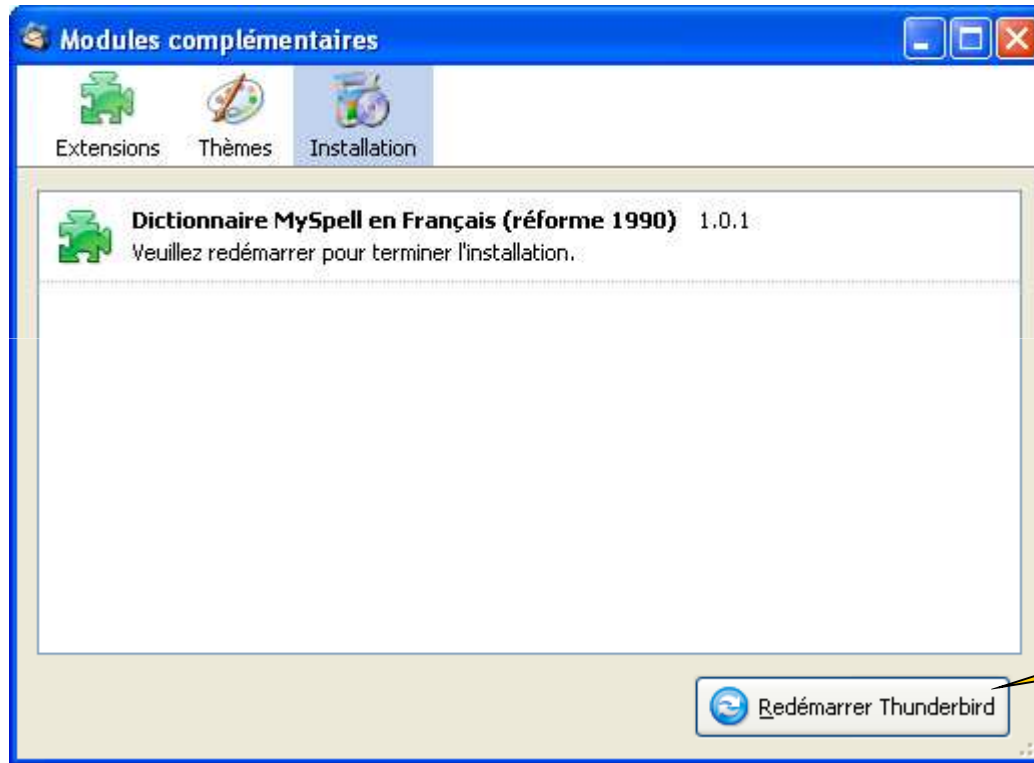 Modules complémentaires
Extensions Thèmes Installation
Dictionnaire MySpell en Français (réforme 1990) 1.0.1
Veuillez redémarrer pour terminer l'installation.
Redémarrer Thunderbird